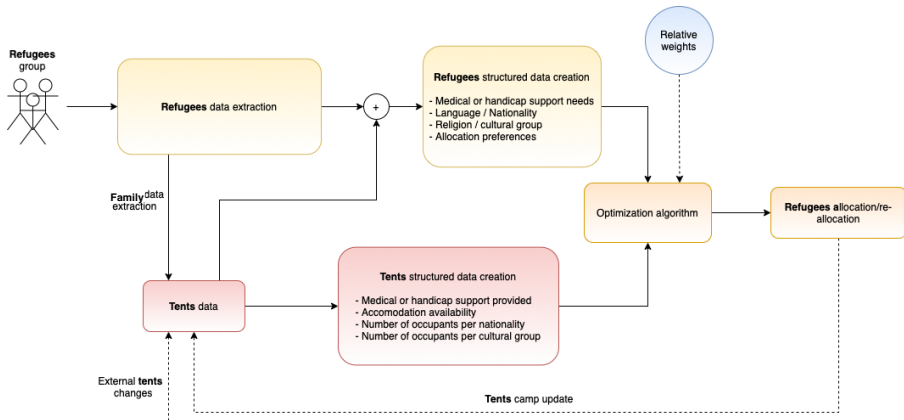 Refugees
group
Refugees data extraction
+
Refugees structured data creation
- Medical or handicap support needs
- Language / Nationality
- Religion / cultural group
- Allocation preferences
Relative
weights
Family data
extraction
Optimization algorithm
Refugees allocation/re-
allocation
Tents data
Tents structured data creation
- Medical or handicap support provided
- Accomodation availability
- Number of occupants per nationality
- Number of occupants per cultural group
External tents
changes
Tents camp update